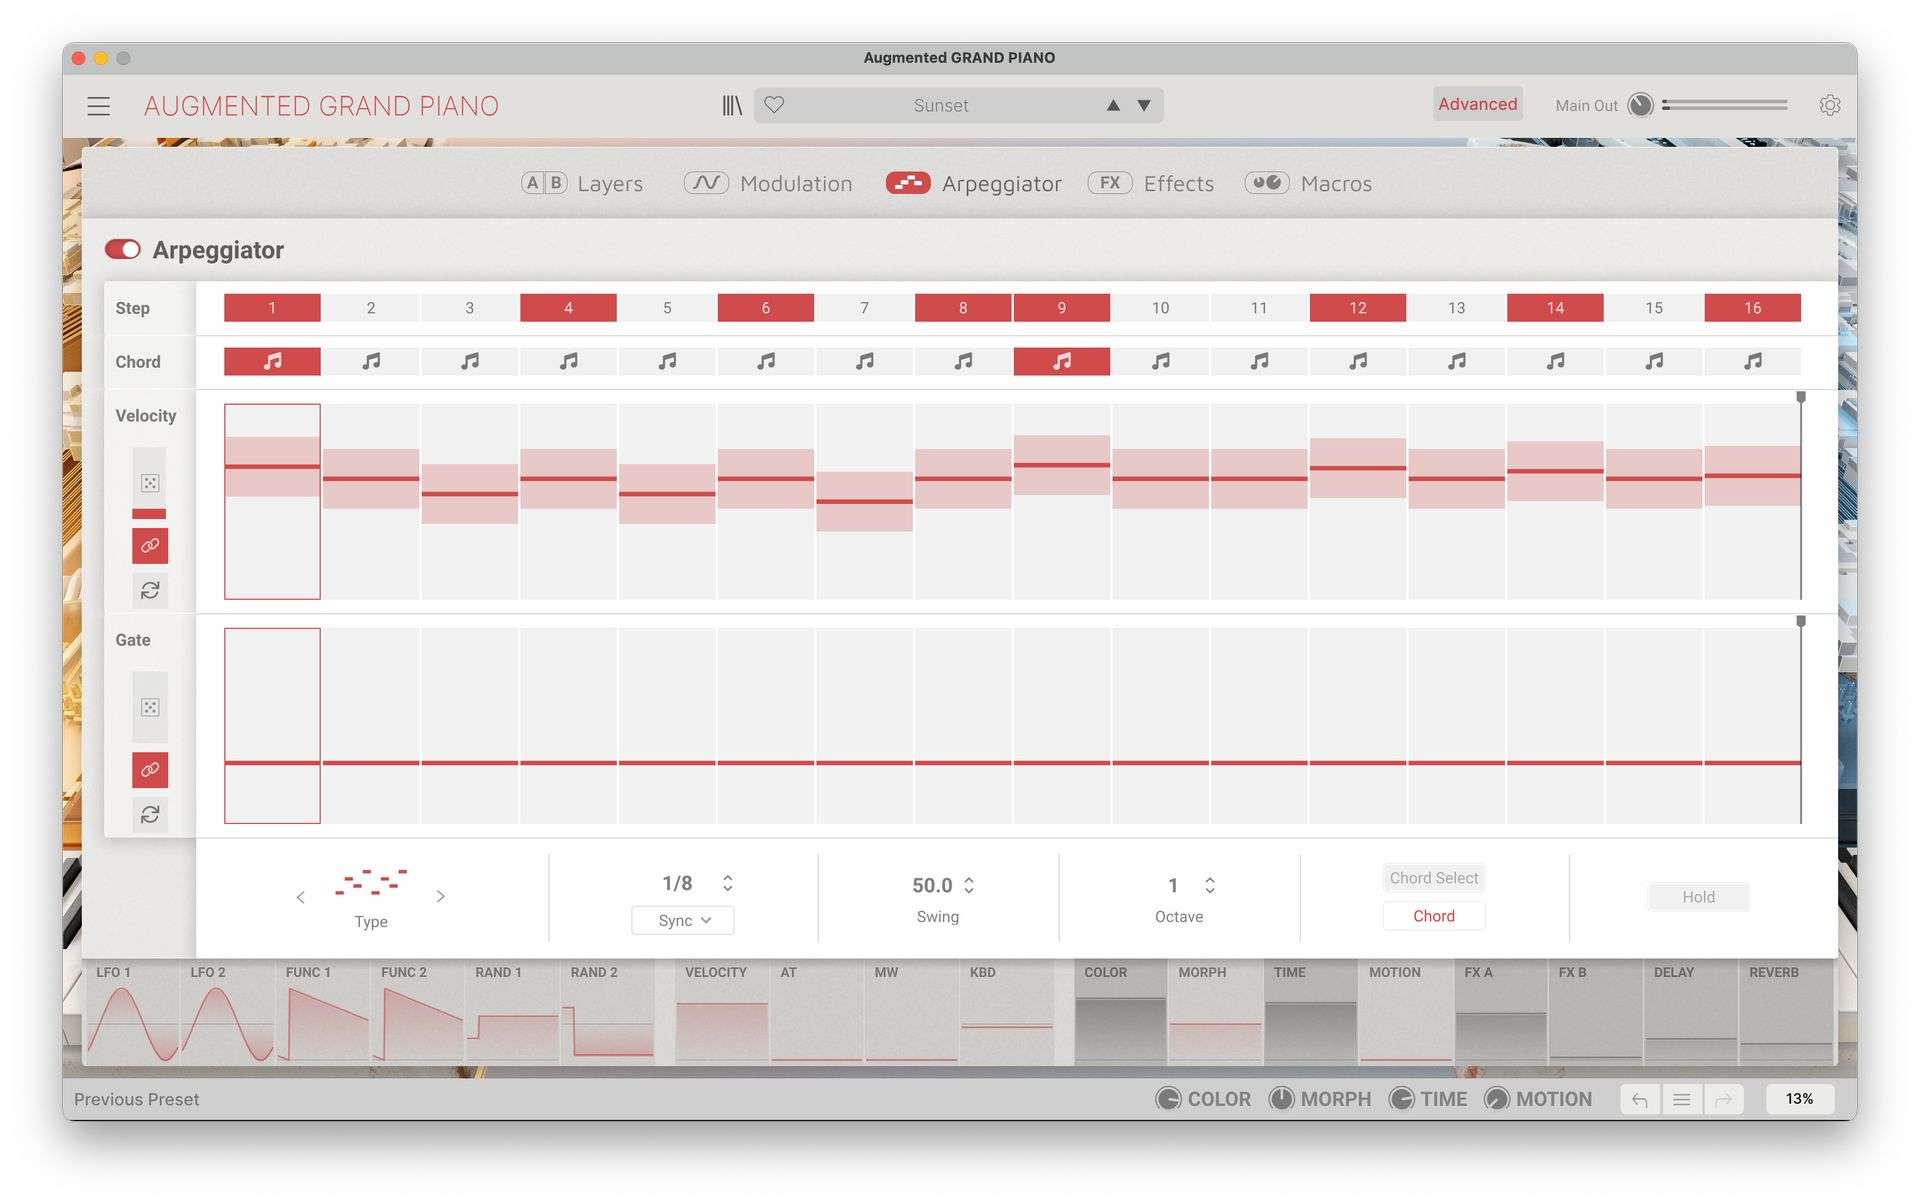 Augmented GRAND PIANO
AUGMENTED GRAND PIANO
Sunset
Advanced
Main Out
A B Layers
Modulation
Arpeggiator
FX Effects
Macros
Arpeggiator
Step 1 2 3 4 5 6 7 8 9 10 11 12 13 14 15 16
Chord
Velocity
Gate
1/8
Sync
50.0
Swing
1
Octave
Type
Chord Select
Chord
Hold
LFO 1 LFO 2 FUNC 1 FUNC 2 RAND 1 RAND 2 VELOCITY AT MW KBD COLOR MORPH TIME MOTION FX A FX B DELAY REVERB
Previous Preset
COLOR MORPH TIME MOTION
13%